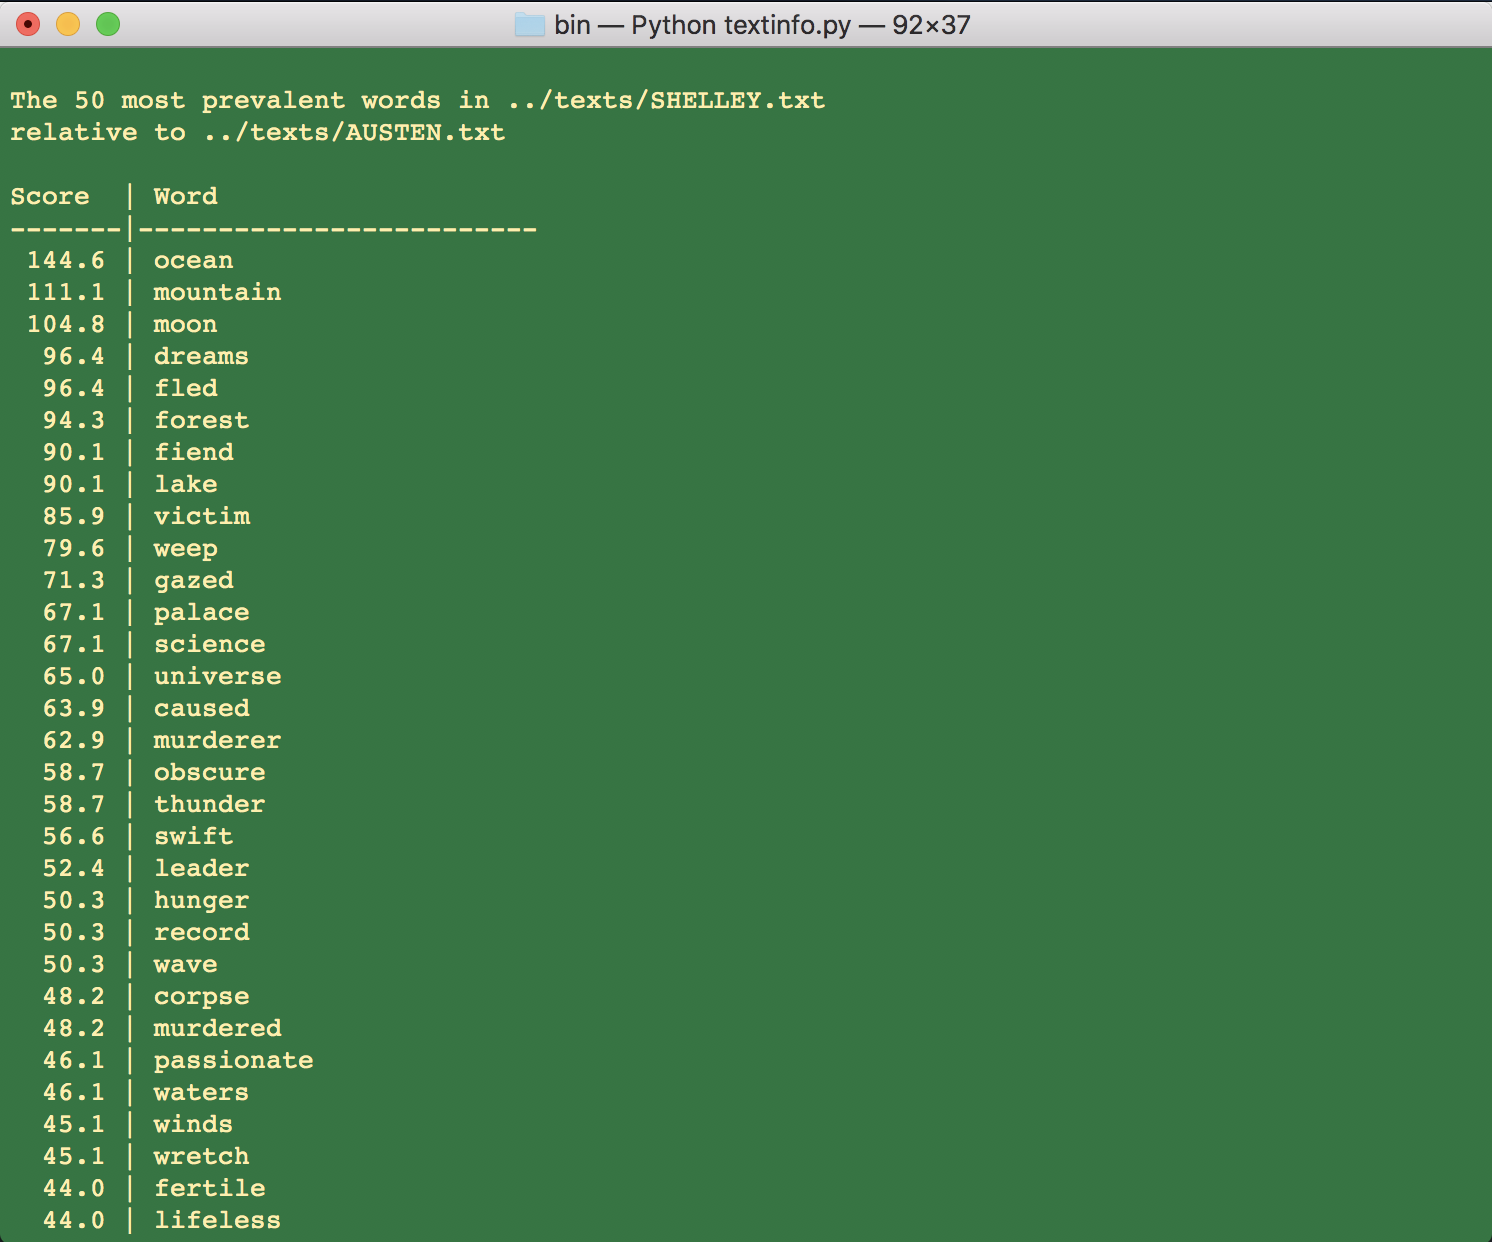 bin — Python textinfo.py — 92×37
The 50 most prevalent words in ../texts/SHELLEY.txt
relative to ../texts/AUSTEN.txt
Score | Word
-------|-------------------------
144.6 | ocean
111.1 | mountain
104.8 | moon
96.4 | dreams
96.4 | fled
94.3 | forest
90.1 | fiend
90.1 | lake
85.9 | victim
79.6 | weep
71.3 | gazed
67.1 | palace
67.1 | science
65.0 | universe
63.9 | caused
62.9 | murderer
58.7 | obscure
58.7 | thunder
56.6 | swift
52.4 | leader
50.3 | hunger
50.3 | record
50.3 | wave
48.2 | corpse
48.2 | murdered
46.1 | passionate
46.1 | waters
45.1 | winds
45.1 | wretch
44.0 | fertile
44.0 | lifeless